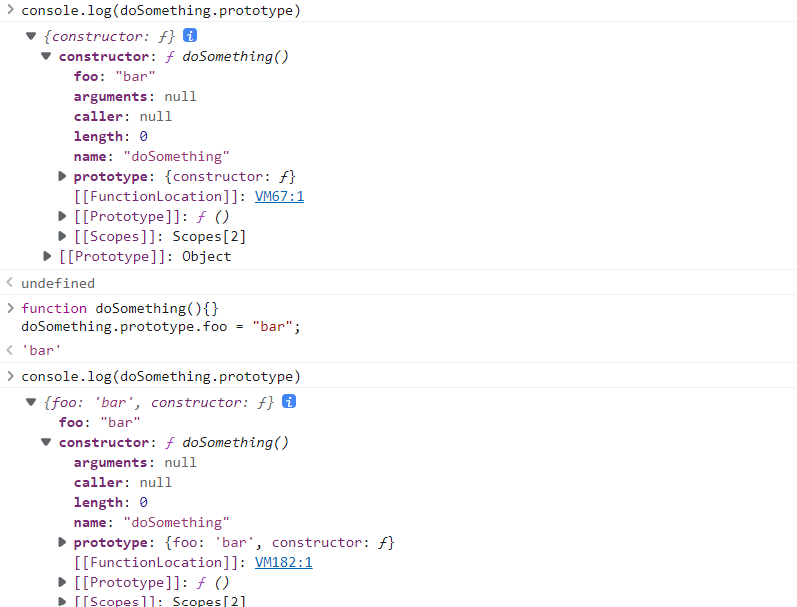 console.log(doSomething.prototype)
{constructor: ƒ} i
constructor: ƒ doSomething()
foo: "bar"
arguments: null
caller: null
length: 0
name: "doSomething"
prototype: {constructor: ƒ}
[[FunctionLocation]]: VM67:1
[[Prototype]]: ƒ ()
[[Scopes]]: Scopes[2]
[[Prototype]]: Object
undefined
function doSomething(){}
doSomething.prototype.foo = "bar";
'bar'
console.log(doSomething.prototype)
{foo: 'bar', constructor: ƒ} i
foo: "bar"
constructor: ƒ doSomething()
arguments: null
caller: null
length: 0
name: "doSomething"
prototype: {foo: 'bar', constructor: ƒ}
[[FunctionLocation]]: VM182:1
[[Prototype]]: ƒ ()
[[Scopes]]: Scopes[2]